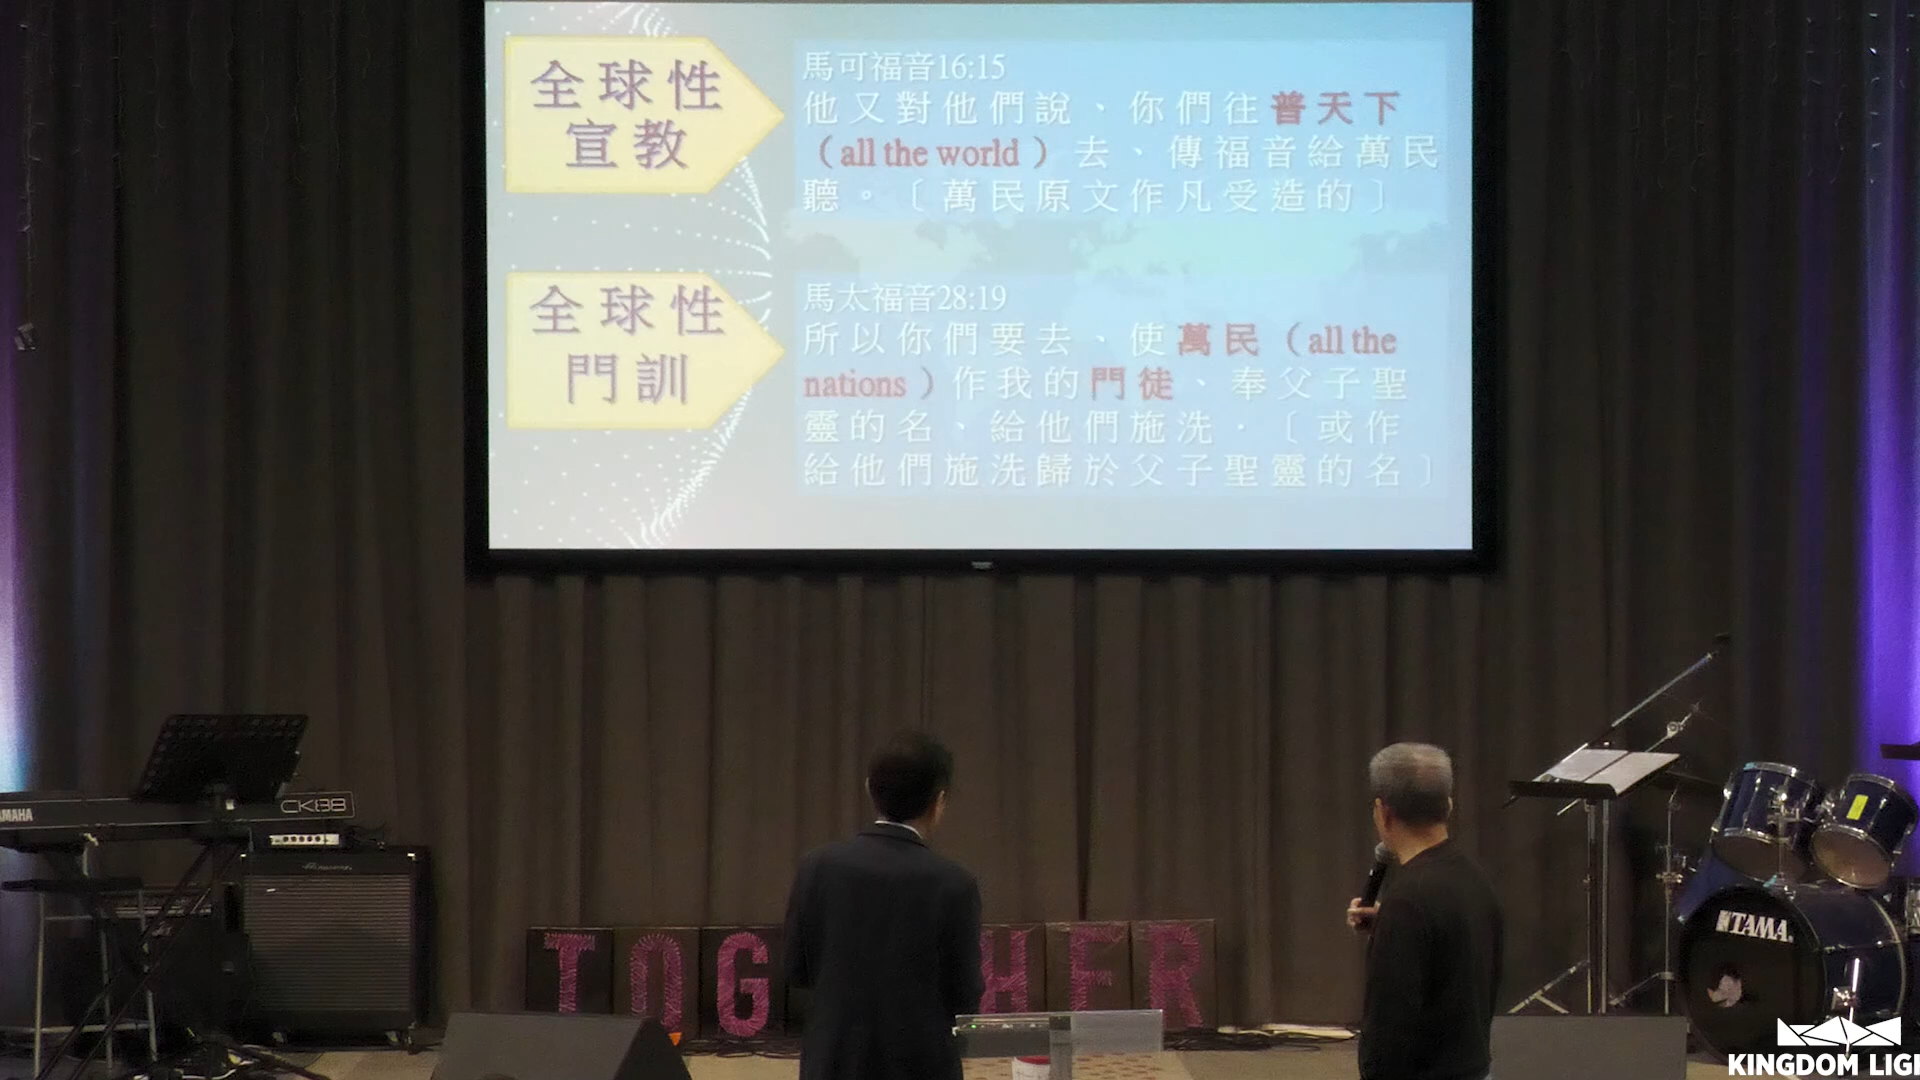 全球性
宣教
馬可福音16:15
他又對他們說、你們往普天下
（all the world）去、傳福音給萬民
聽。〔萬民原文作凡受造的〕
全球性
門訓
馬太福音28:19
所以你們要去、使萬民（all the
nations）作我的門徒、奉父子聖
靈的名、給他們施洗．〔或作
給他們施洗歸於父子聖靈的名〕
CK88
TAMA
KINGDOM LIG